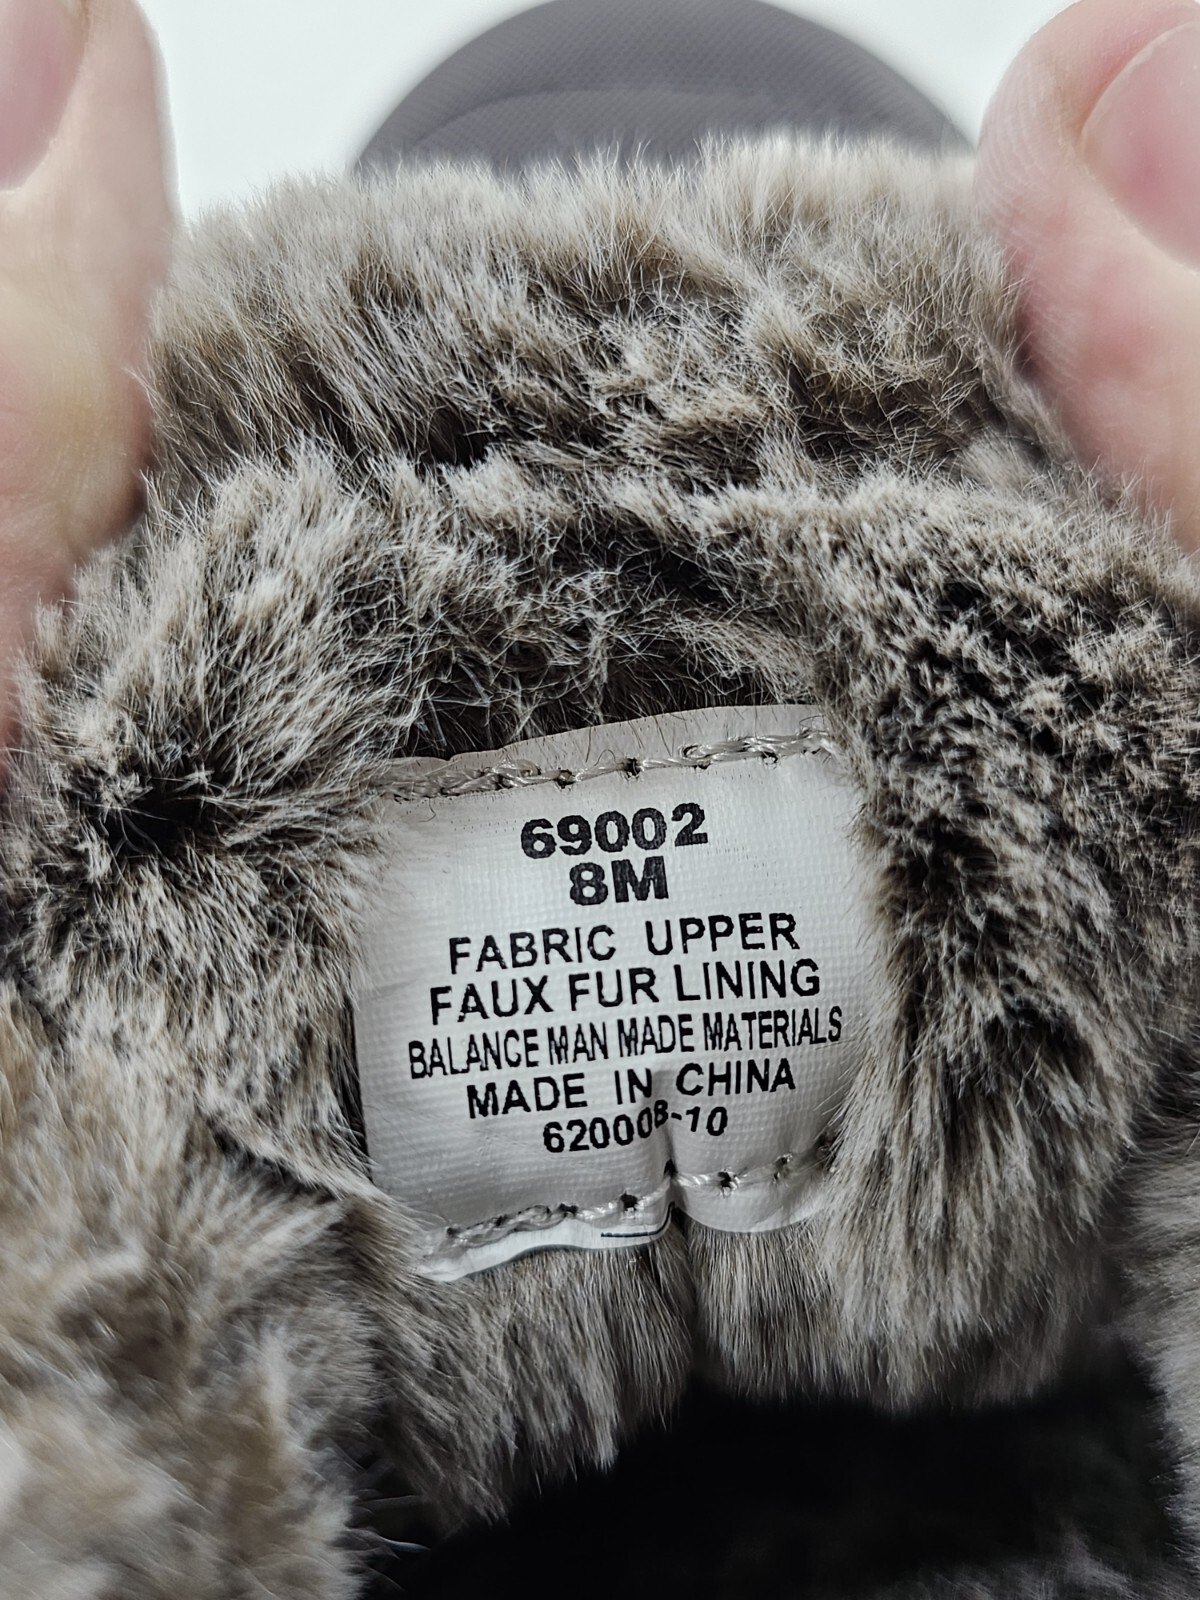 69002
8M
FABRIC UPPER
FAUX FUR LINING
BALANCE MAN MADE MATERIALS
MADE IN CHINA
620008-10